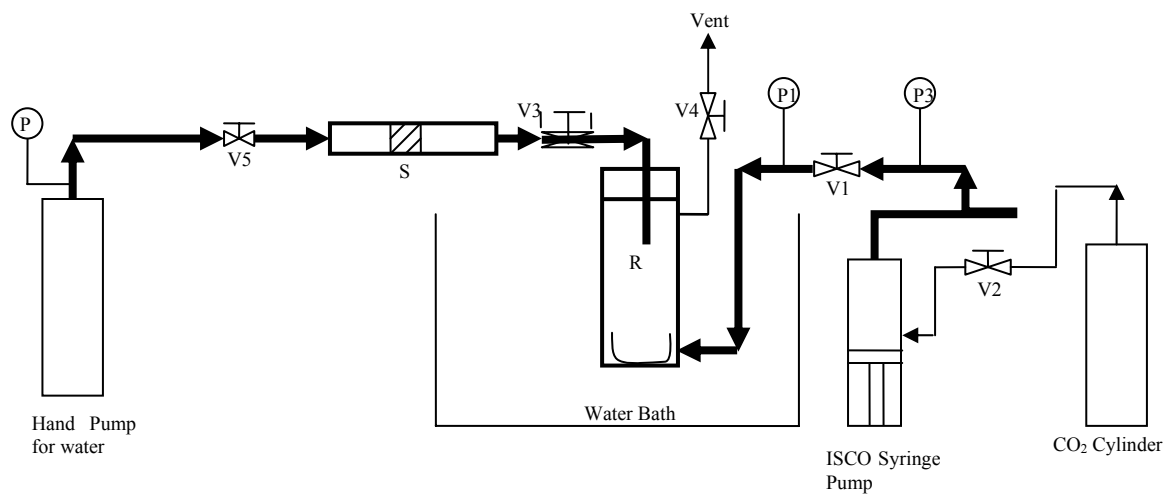 Vent
P
V5
S
V3
V4
P1
P3
V1
R
V2
Water Bath
Hand Pump
for water
ISCO Syringe
Pump
CO₂ Cylinder